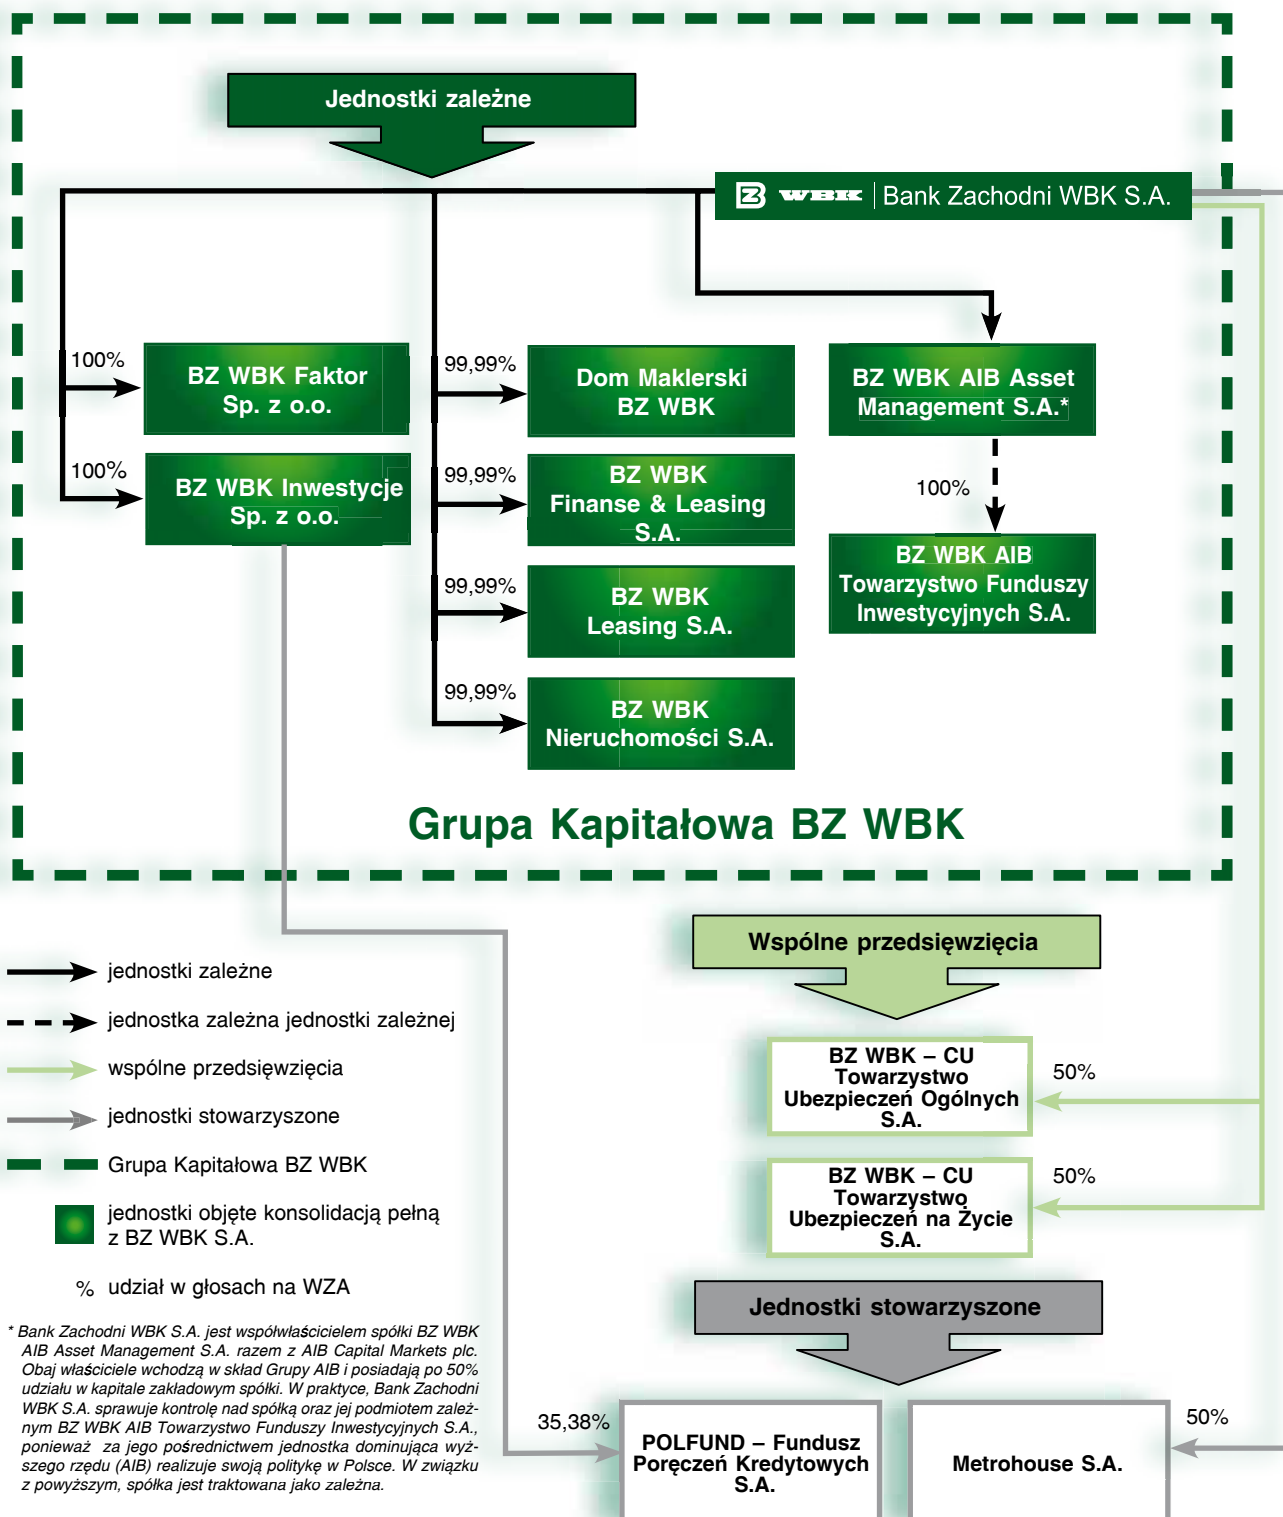 Jednostki zależne
BZ WBK | Bank Zachodni WBK S.A.
100%
BZ WBK Faktor
Sp. z o.o.
100%
BZ WBK Inwestycje
Sp. z o.o.
99,99%
Dom Maklerski
BZ WBK
99,99%
BZ WBK
Finanse & Leasing
S.A.
99,99%
BZ WBK
Leasing S.A.
99,99%
BZ WBK
Nieruchomości S.A.
BZ WBK AIB Asset
Management S.A.*
100%
BZ WBK AIB
Towarzystwo Funduszy
Inwestycyjnych S.A.
Grupa Kapitałowa BZ WBK
jednostki zależne
jednostka zależna jednostki zależnej
wspólne przedsięwzięcia
jednostki stowarzyszone
Grupa Kapitałowa BZ WBK
jednostki objęte konsolidacją pełną
z BZ WBK S.A.
% udział w głosach na WZA
* Bank Zachodni WBK S.A. jest współwłaścicielem spółki BZ WBK
AIB Asset Management S.A. razem z AIB Capital Markets plc.
Obaj właściciele wchodzą w skład Grupy AIB i posiadają po 50%
udziału w kapitale zakładowym spółki. W praktyce, Bank Zachodni
WBK S.A. sprawuje kontrolę nad spółką oraz jej podmiotem zależ-
nym BZ WBK AIB Towarzystwo Funduszy Inwestycyjnych S.A.,
ponieważ za jego pośrednictwem jednostka dominująca wyż-
szego rzędu (AIB) realizuje swoją politykę w Polsce. W związku
z powyższym, spółka jest traktowana jako zależna.
Wspólne przedsięwzięcia
BZ WBK – CU
Towarzystwo
Ubezpieczeń Ogólnych
S.A.
50%
BZ WBK – CU
Towarzystwo
Ubezpieczeń na Życie
S.A.
50%
Jednostki stowarzyszone
35,38%
POLFUND – Fundusz
Poręczeń Kredytowych
S.A.
Metrohouse S.A.
50%